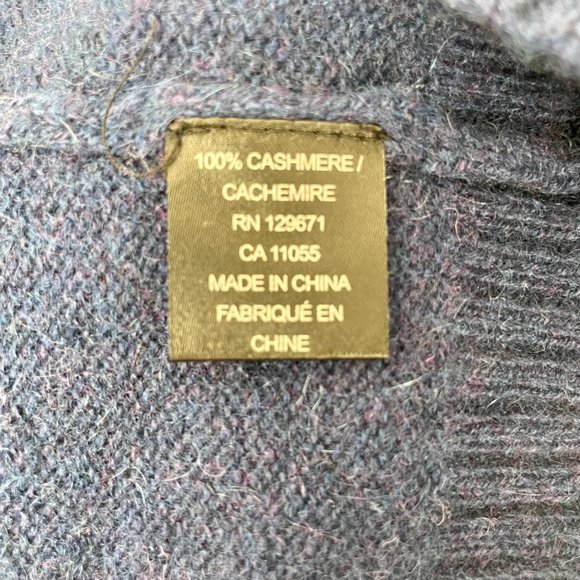 100% CASHMERE /
CACHEMIRE
RN 129671
CA 11055
MADE IN CHINA
FABRIQUÉ EN
CHINE